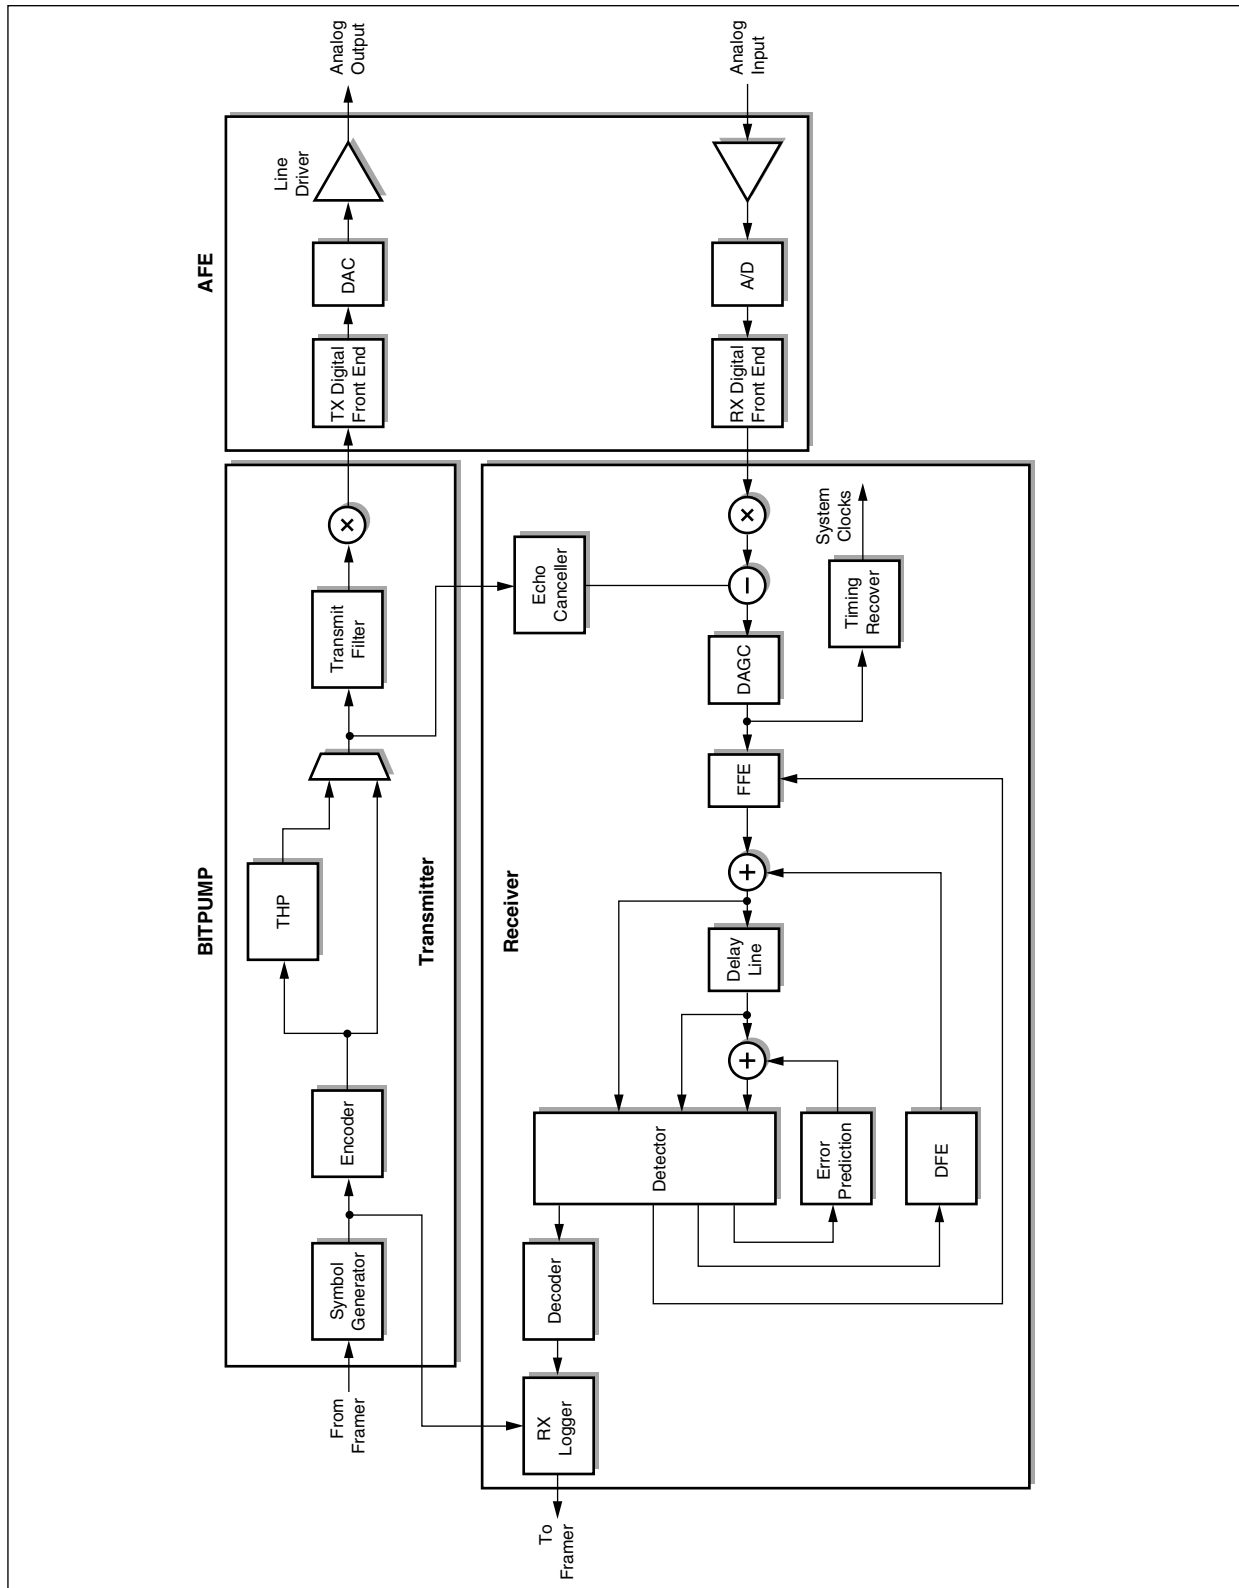 AFE
Line
Driver
Analog
Output
DAC
TX Digital
Front End
Analog
Input
A/D
RX Digital
Front End
BITPUMP
Transmitter
From
Framer
Symbol
Generator
Encoder
THP
Transmit
Filter
×
Receiver
Echo
Canceller
×
−
DAGC
System
Clocks
Timing
Recover
FFE
+
Delay
Line
+
Detector
Error
Prediction
DFE
Decoder
RX
Logger
To
Framer